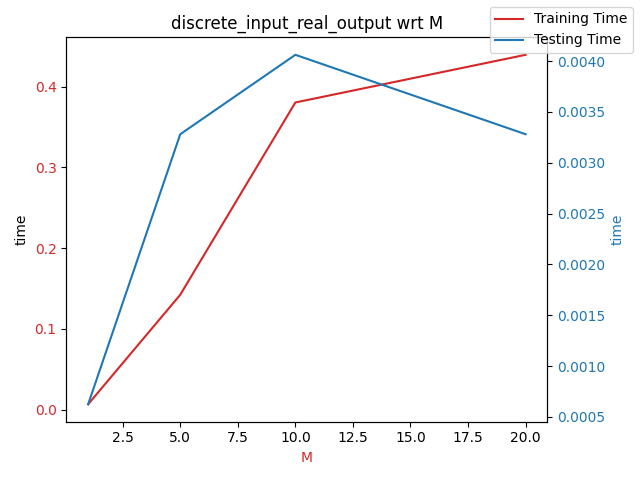 discrete_input_real_output wrt M
Training Time
Testing Time
time
0.4
0.3
0.2
0.1
0.0
0.0040
0.0035
0.0030
0.0025
0.0020
0.0015
0.0010
0.0005
time
2.5 5.0 7.5 10.0 12.5 15.0 17.5 20.0
M